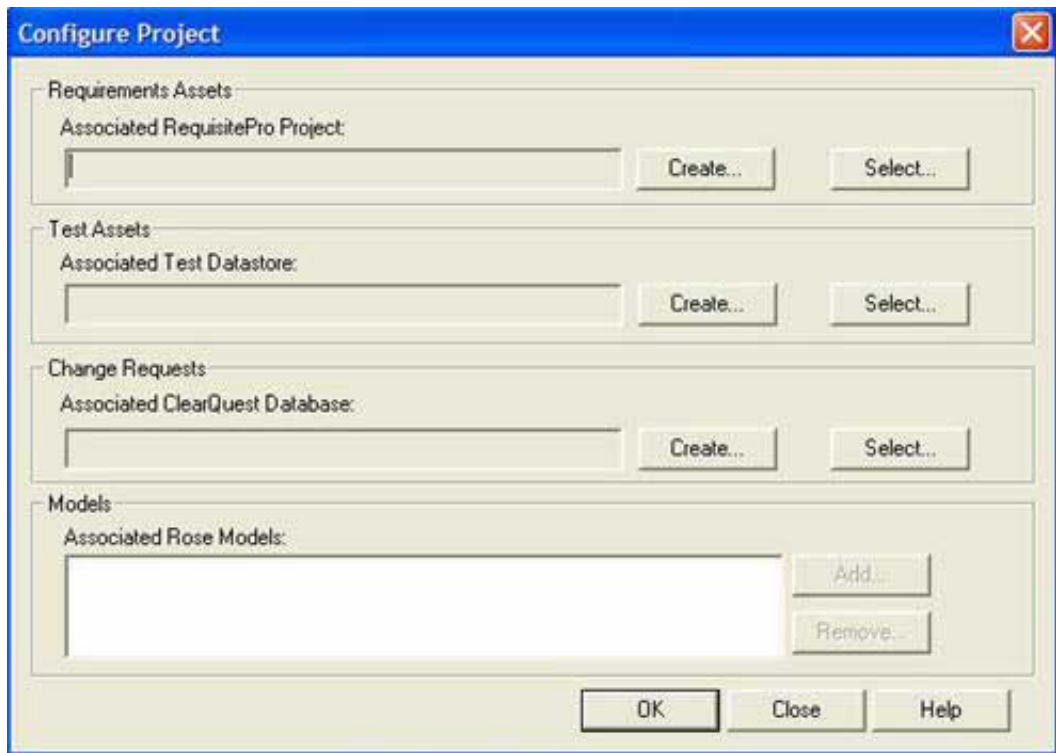 Configure Project
Requirements Assets
Associated RequisitePro Project:
Create... Select...
Test Assets
Associated Test Datastore:
Create... Select...
Change Requests
Associated ClearQuest Database:
Create... Select...
Models
Associated Rose Models:
Add...
Remove...
OK Close Help